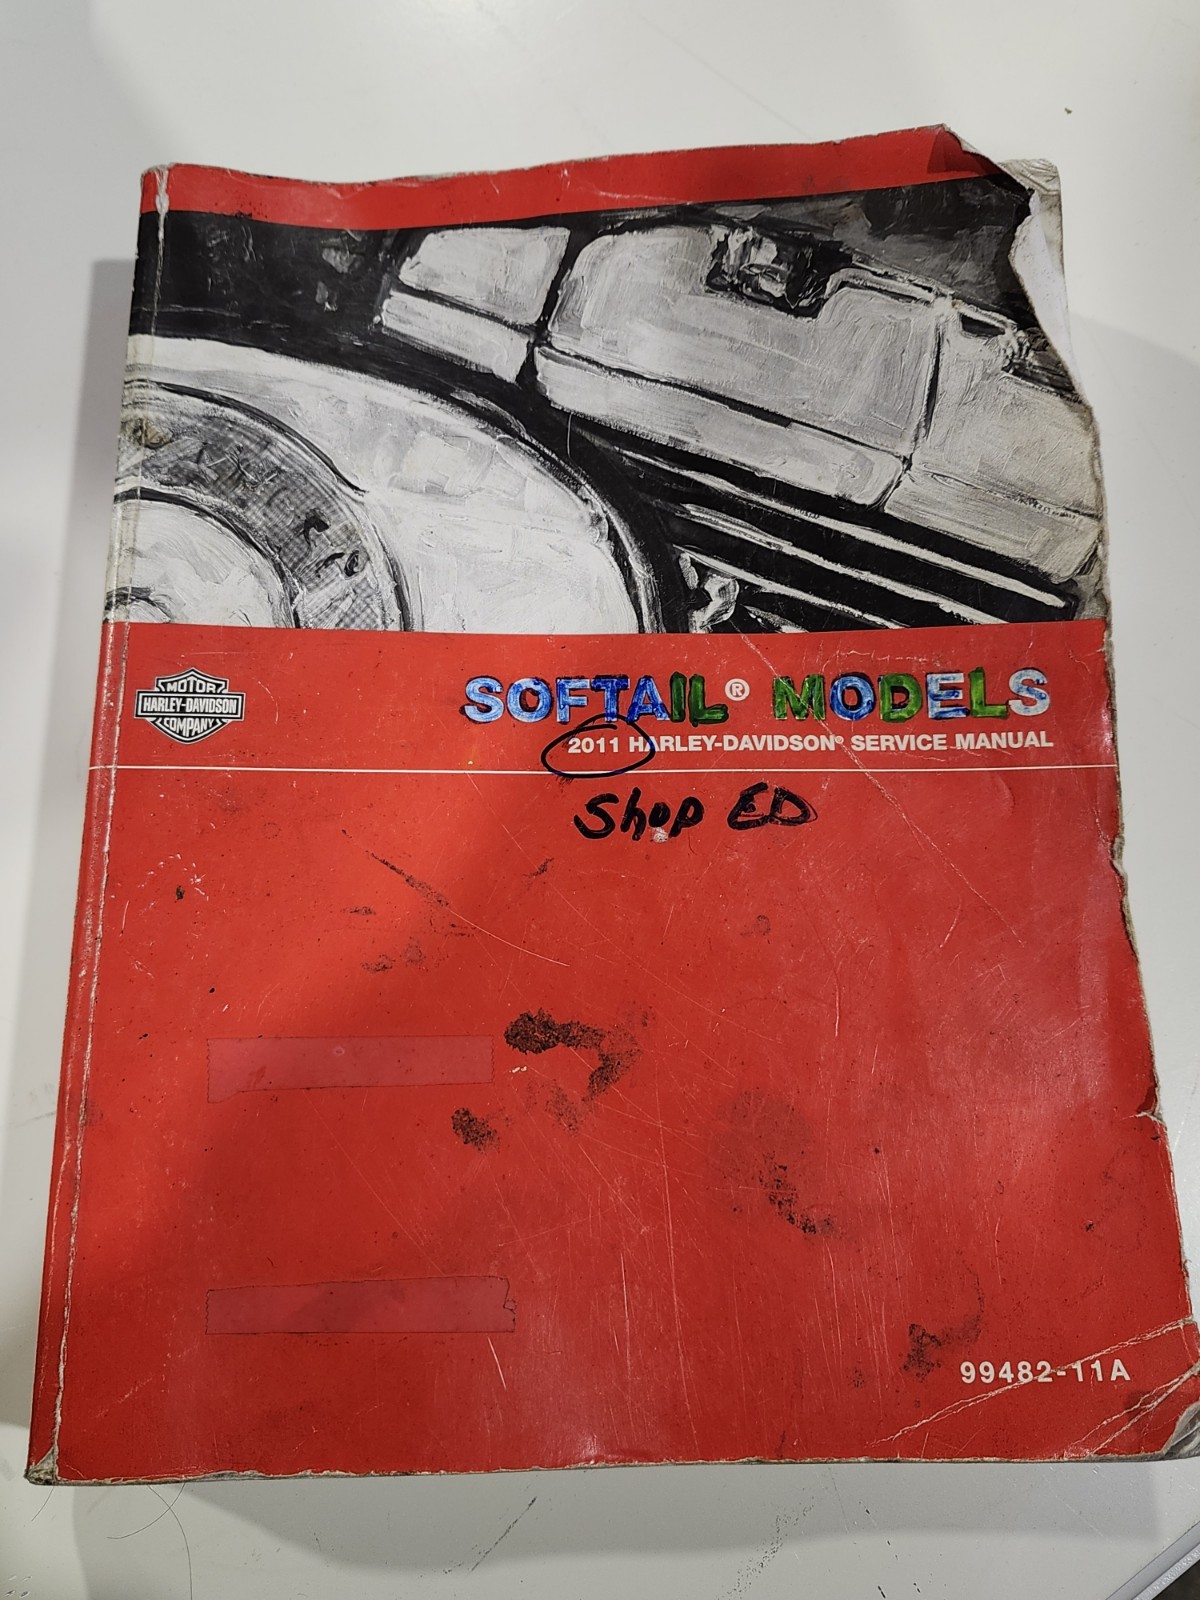 MOTOR
HARLEY-DAVIDSON
COMPANY
SOFTAIL® MODELS
2011 HARLEY-DAVIDSON® SERVICE MANUAL
Shop ED
99482-11A